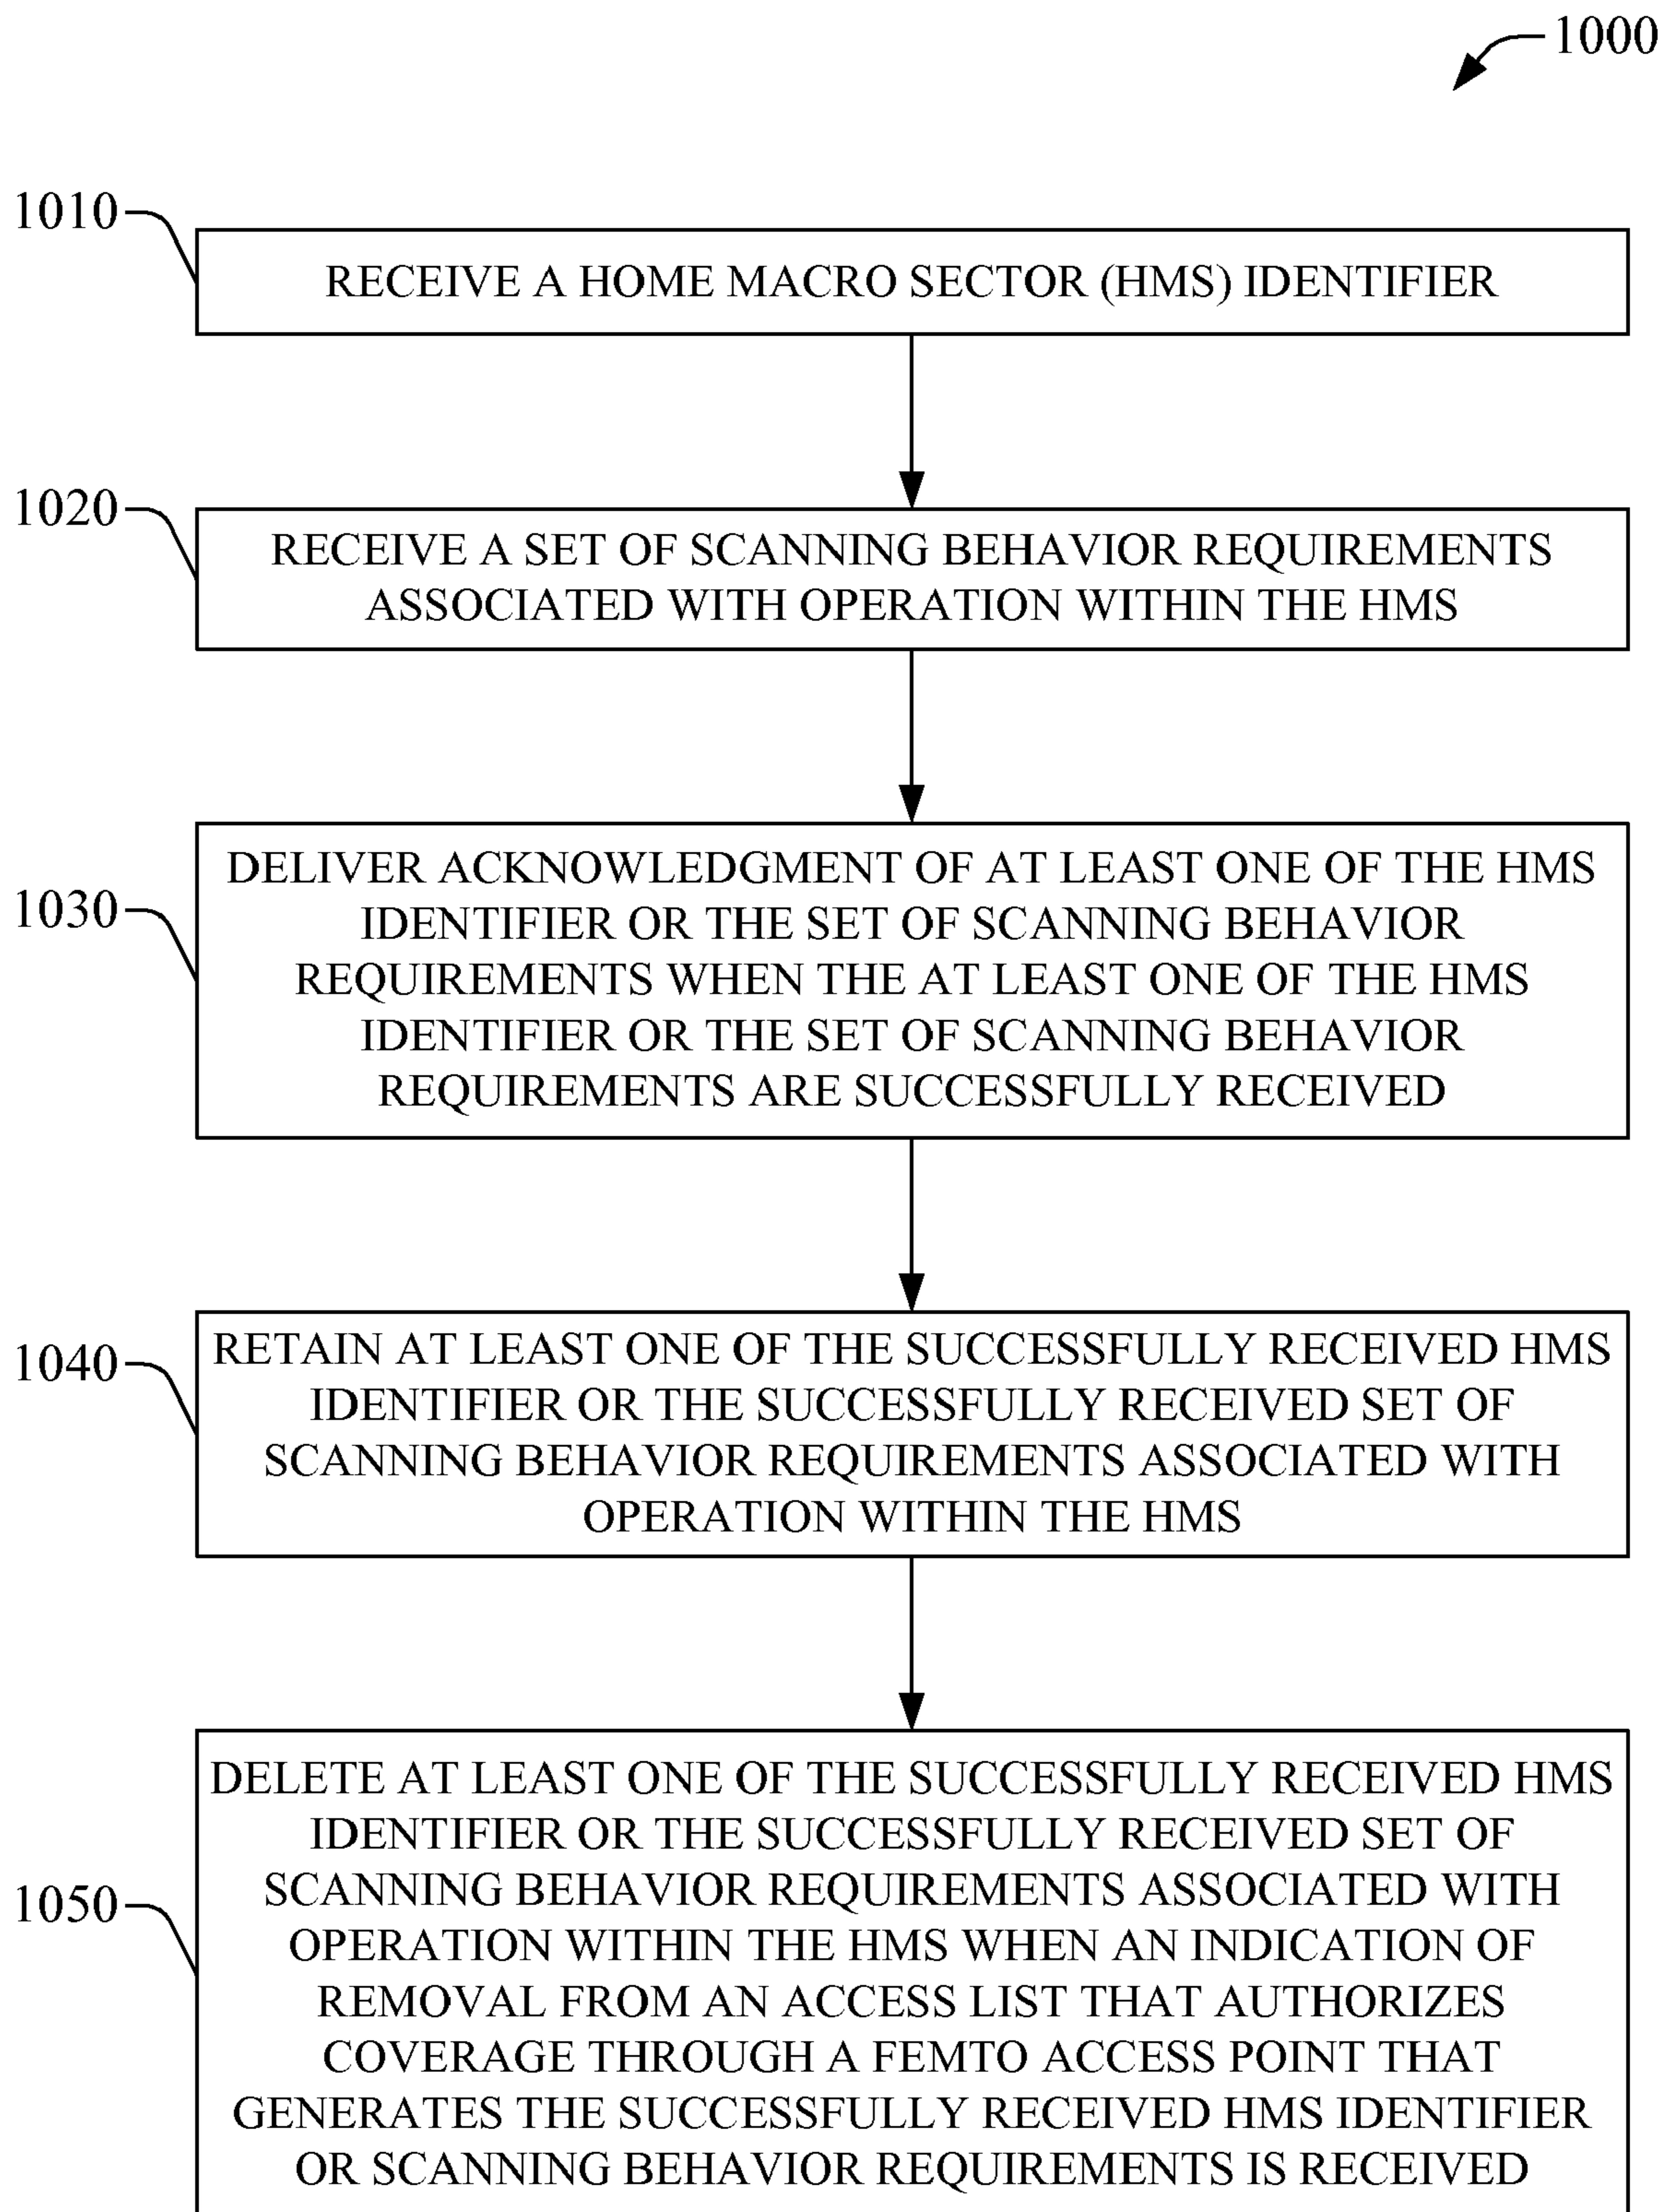 1000
1010
RECEIVE A HOME MACRO SECTOR (HMS) IDENTIFIER
1020
RECEIVE A SET OF SCANNING BEHAVIOR REQUIREMENTS
ASSOCIATED WITH OPERATION WITHIN THE HMS
1030
DELIVER ACKNOWLEDGMENT OF AT LEAST ONE OF THE HMS
IDENTIFIER OR THE SET OF SCANNING BEHAVIOR
REQUIREMENTS WHEN THE AT LEAST ONE OF THE HMS
IDENTIFIER OR THE SET OF SCANNING BEHAVIOR
REQUIREMENTS ARE SUCCESSFULLY RECEIVED
1040
RETAIN AT LEAST ONE OF THE SUCCESSFULLY RECEIVED HMS
IDENTIFIER OR THE SUCCESSFULLY RECEIVED SET OF
SCANNING BEHAVIOR REQUIREMENTS ASSOCIATED WITH
OPERATION WITHIN THE HMS
1050
DELETE AT LEAST ONE OF THE SUCCESSFULLY RECEIVED HMS
IDENTIFIER OR THE SUCCESSFULLY RECEIVED SET OF
SCANNING BEHAVIOR REQUIREMENTS ASSOCIATED WITH
OPERATION WITHIN THE HMS WHEN AN INDICATION OF
REMOVAL FROM AN ACCESS LIST THAT AUTHORIZES
COVERAGE THROUGH A FEMTO ACCESS POINT THAT
GENERATES THE SUCCESSFULLY RECEIVED HMS IDENTIFIER
OR SCANNING BEHAVIOR REQUIREMENTS IS RECEIVED